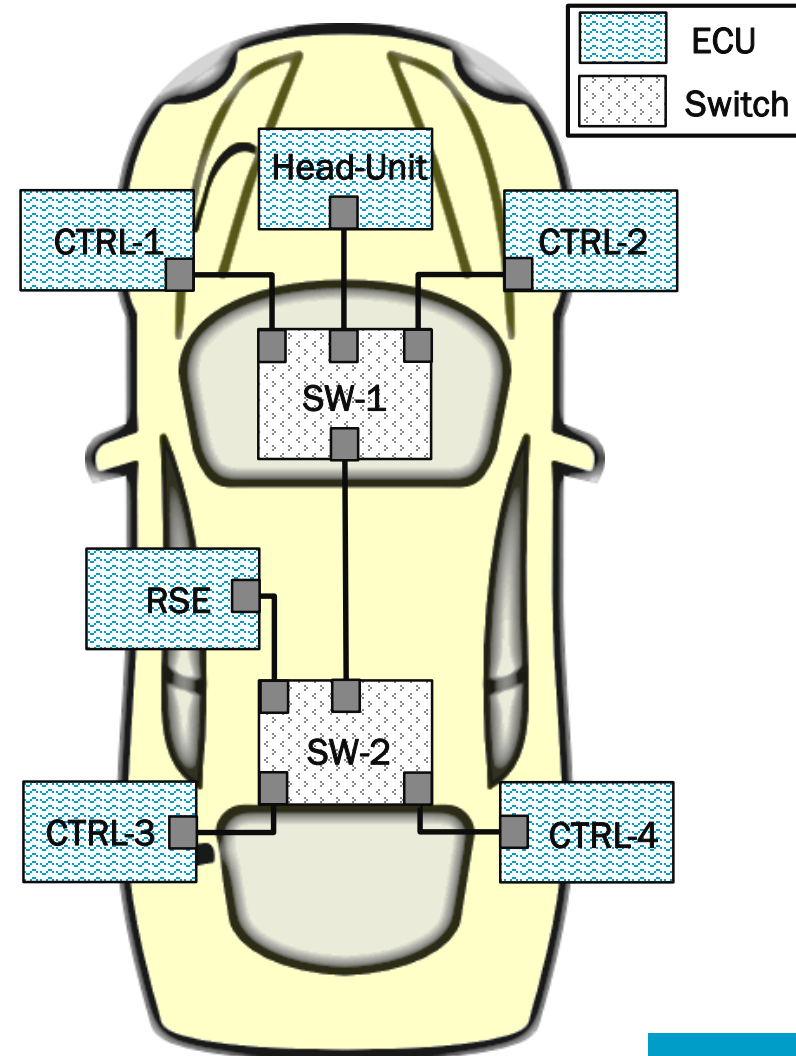 ECU
Switch
Head-Unit
CTRL-1
CTRL-2
SW-1
RSE
SW-2
CTRL-3
CTRL-4